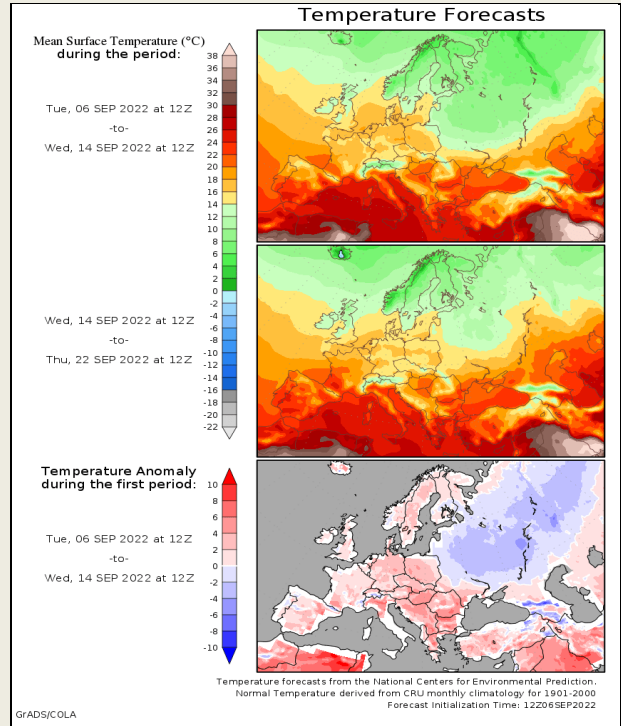 Temperature Forecasts
Mean Surface Temperature (°C)
during the period:
Tue, 06 SEP 2022 at 12Z
-to-
Wed, 14 SEP 2022 at 12Z
38
36
34
32
30
28
26
24
22
20
18
16
14
12
10
8
6
4
2
0
-2
-4
-6
-8
-10
-12
-14
-16
-18
-20
-22
Wed, 14 SEP 2022 at 12Z
-to-
Thu, 22 SEP 2022 at 12Z
Temperature Anomaly
during the first period:
Tue, 06 SEP 2022 at 12Z
-to-
Wed, 14 SEP 2022 at 12Z
10
8
6
4
2
0
-2
-4
-6
-8
-10
Temperature forecasts from the National Centers for Environmental Prediction.
Normal Temperature derived from CRU monthly climatology for 1901-2000
Forecast Initialization Time: 12Z06SEP2022
GrADS/COLA